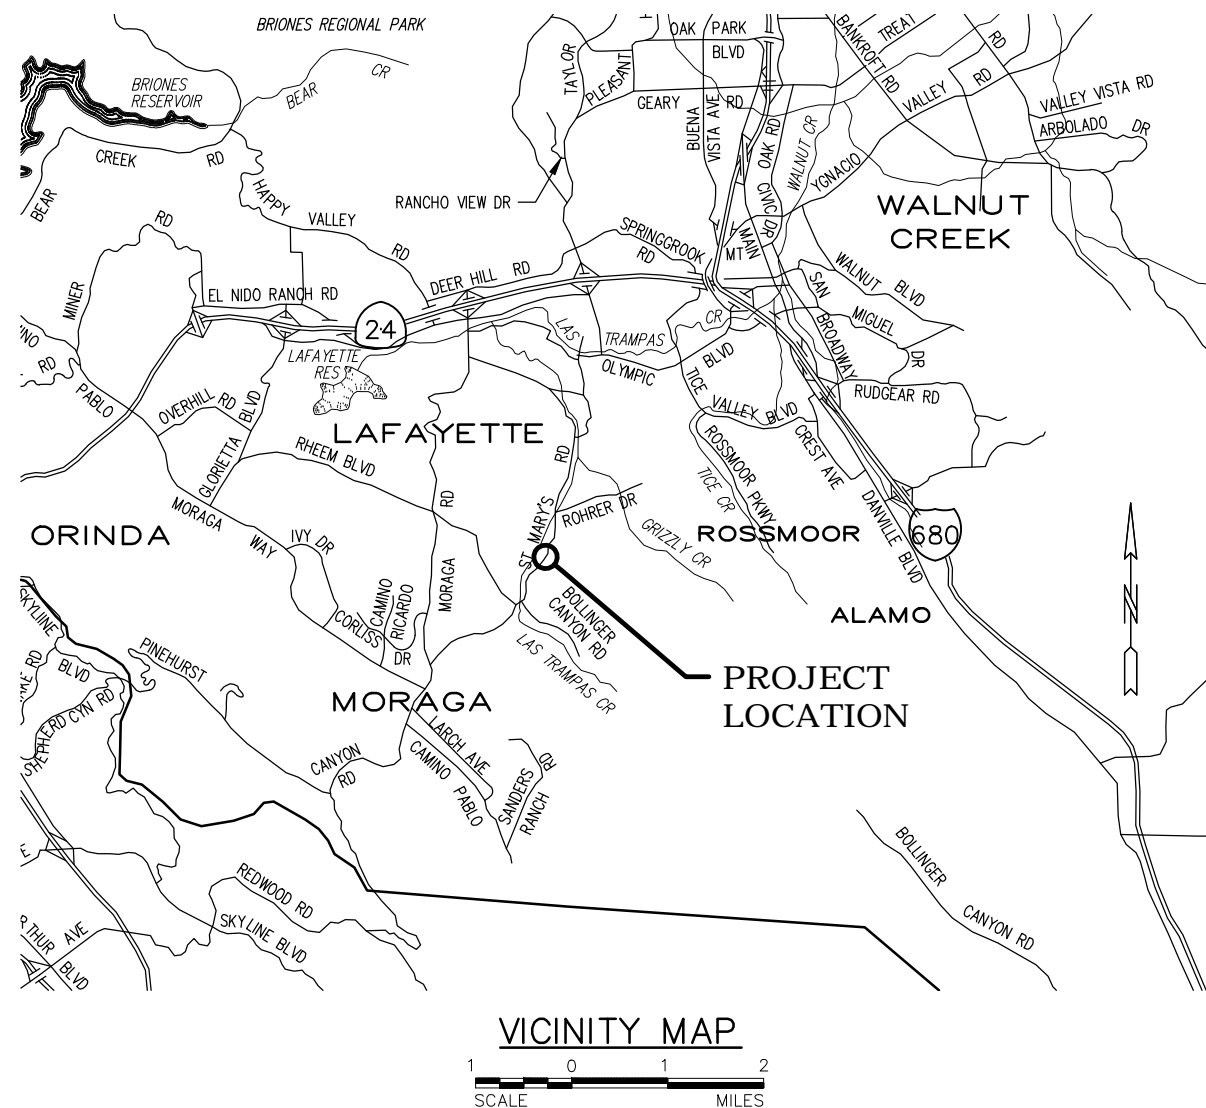 BRIONES REGIONAL PARK
OAK PARK
BLVD
TREAT
BANKROFT RD
RD
TAYLOR
PLEASANT
CR
BEAR
BRIONES
RESERVOIR
GEARY RD
VALLEY RD
VALLEY VISTA RD
ARBOLADO DR
BUENA
VISTA AVE
OAK RD
WALNUT CR
YGNACIO
CREEK RD
BEAR
HAPPY
VALLEY
RD
RANCHO VIEW DR
CIVIC DR
WALNUT
CREEK
RD
SPRINGGROOK
RD
MAIN
MT
WALNUT BLVD
DEER HILL RD
SAN
MIGUEL
DR
MINER
EL NIDO RANCH RD
24
LAS
TRAMPAS
CR
BROADWAY
RD
LAFAYETTE
RES
OLYMPIC
BLVD
TICE
VALLEY BLVD
RUDGEAR RD
PABLO
OVERHILL RD
GLORIETTA BLVD
LAFAYETTE
RHEEM BLVD
RD
ROSSMOOR PKWY
TICE CR
CREST AVE
DANVILLE BLVD
MORAGA
WAY
RD
ST MARY'S
ROHRER DR
GRIZZLY CR
ORINDA
IVY DR
ROSSMOOR
680
SKYLINE
BLVD
CAMINO
RICARDO
MORAGA
CORLISS
DR
BOLLINGER
CANYON RD
LAS TRAMPAS CR
ALAMO
N
PINEHURST
SHEPHERD CYN RD
MORAGA
PROJECT
LOCATION
LARCH AVE
CAMINO PABLO
CANYON
RD
SANDERS
RANCH
RD
BOLLINGER
CANYON RD
REDWOOD RD
SKYLINE BLVD
AVE
BLVD
VICINITY MAP
1 0 1 2
SCALE MILES